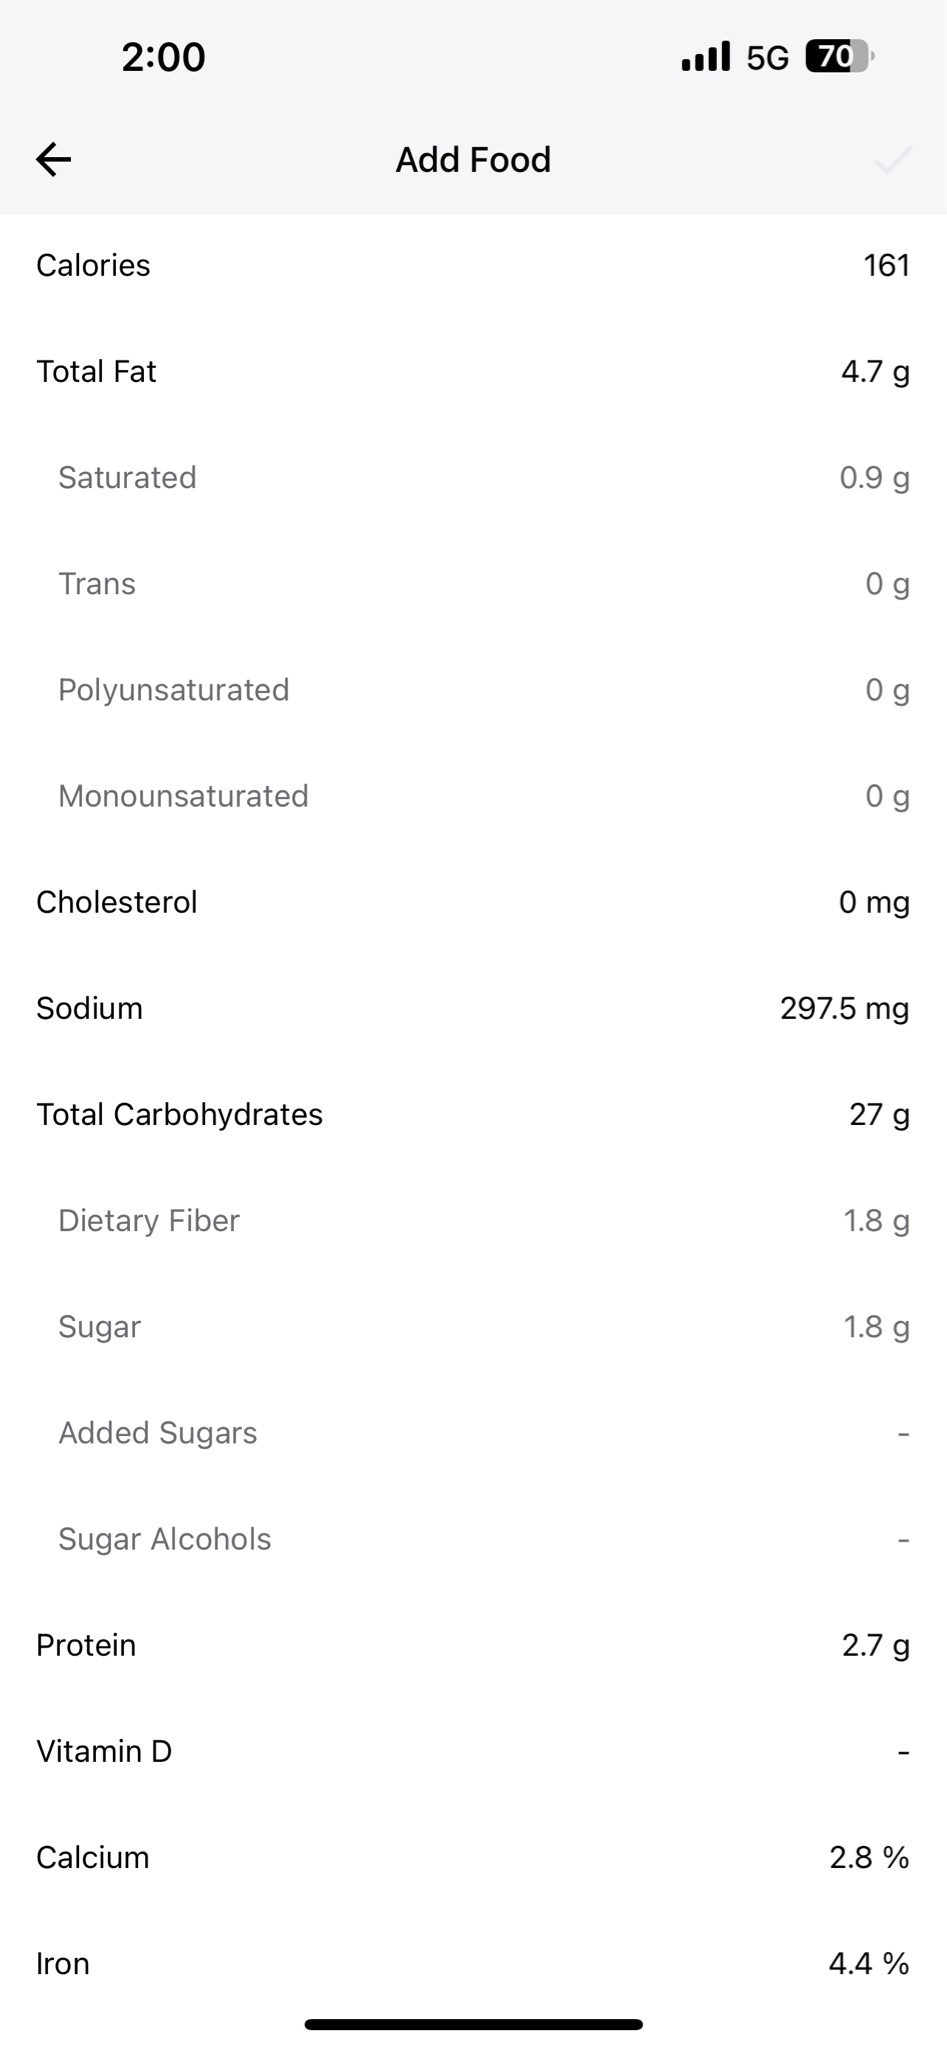 2:00 5G 70
Add Food
Calories 161
Total Fat 4.7 g
Saturated 0.9 g
Trans 0 g
Polyunsaturated 0 g
Monounsaturated 0 g
Cholesterol 0 mg
Sodium 297.5 mg
Total Carbohydrates 27 g
Dietary Fiber 1.8 g
Sugar 1.8 g
Added Sugars -
Sugar Alcohols -
Protein 2.7 g
Vitamin D -
Calcium 2.8 %
Iron 4.4 %